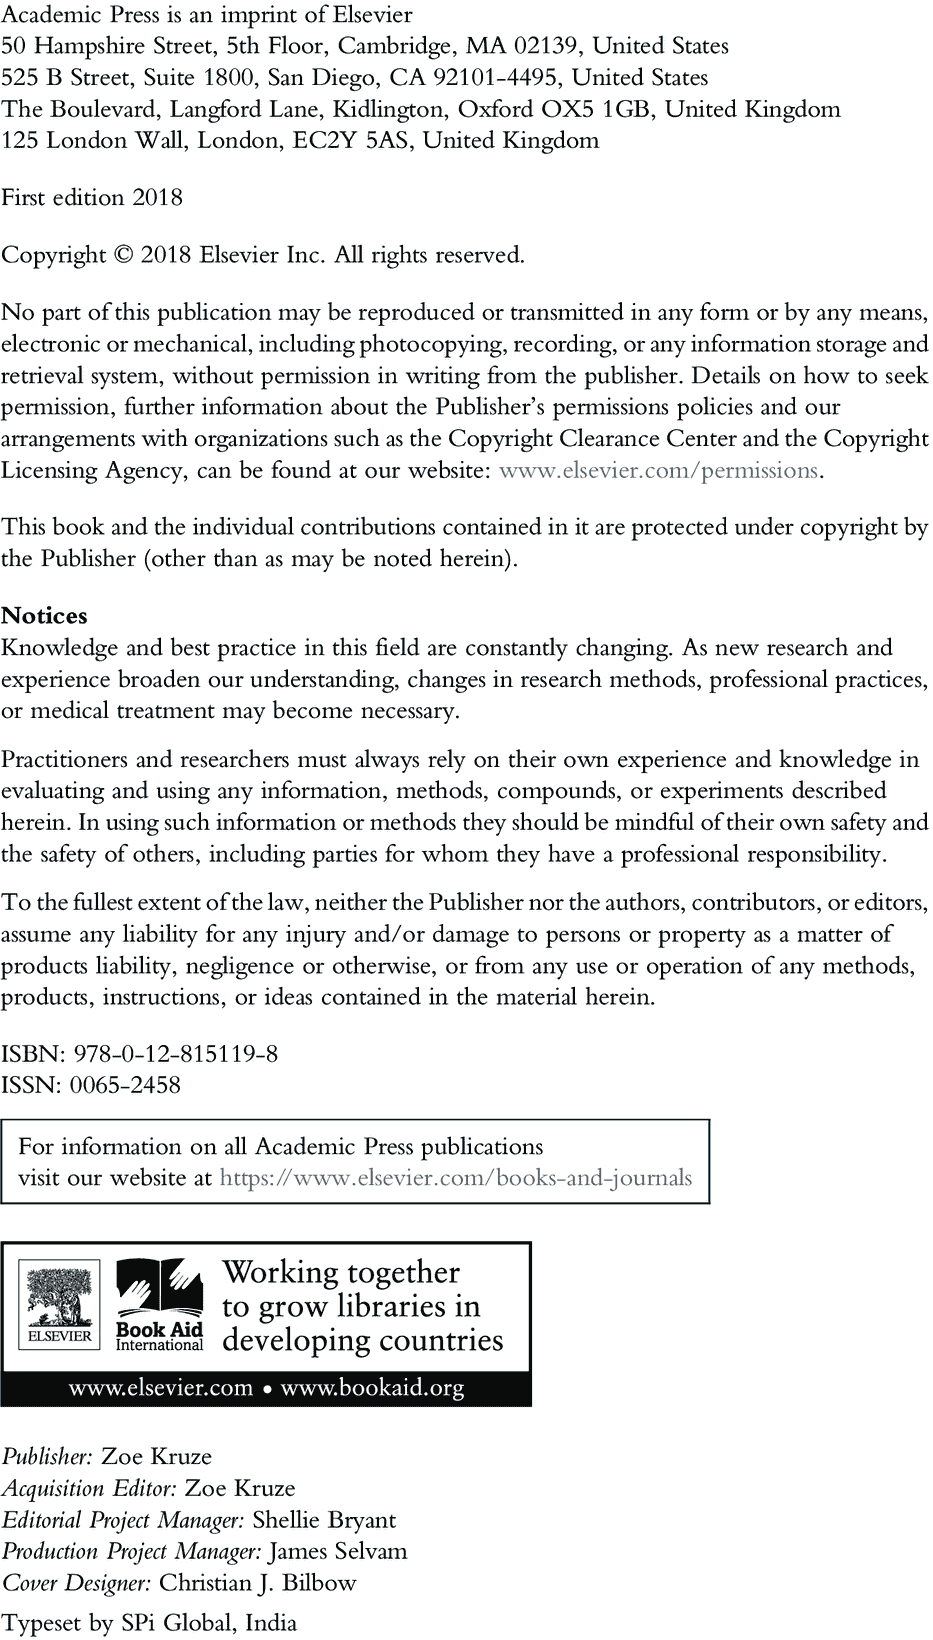 Academic Press is an imprint of Elsevier
50 Hampshire Street, 5th Floor, Cambridge, MA 02139, United States
525 B Street, Suite 1800, San Diego, CA 92101-4495, United States
The Boulevard, Langford Lane, Kidlington, Oxford OX5 1GB, United Kingdom
125 London Wall, London, EC2Y 5AS, United Kingdom
First edition 2018
Copyright © 2018 Elsevier Inc. All rights reserved.
No part of this publication may be reproduced or transmitted in any form or by any means,
electronic or mechanical, including photocopying, recording, or any information storage and
retrieval system, without permission in writing from the publisher. Details on how to seek
permission, further information about the Publisher's permissions policies and our
arrangements with organizations such as the Copyright Clearance Center and the Copyright
Licensing Agency, can be found at our website: www.elsevier.com/permissions.
This book and the individual contributions contained in it are protected under copyright by
the Publisher (other than as may be noted herein).
Notices
Knowledge and best practice in this field are constantly changing. As new research and
experience broaden our understanding, changes in research methods, professional practices,
or medical treatment may become necessary.
Practitioners and researchers must always rely on their own experience and knowledge in
evaluating and using any information, methods, compounds, or experiments described
herein. In using such information or methods they should be mindful of their own safety and
the safety of others, including parties for whom they have a professional responsibility.
To the fullest extent of the law, neither the Publisher nor the authors, contributors, or editors,
assume any liability for any injury and/or damage to persons or property as a matter of
products liability, negligence or otherwise, or from any use or operation of any methods,
products, instructions, or ideas contained in the material herein.
ISBN: 978-0-12-815119-8
ISSN: 0065-2458
For information on all Academic Press publications
visit our website at https://www.elsevier.com/books-and-journals
ELSEVIER
Book Aid
International
Working together
to grow libraries in
developing countries
www.elsevier.com • www.bookaid.org
Publisher: Zoe Kruze
Acquisition Editor: Zoe Kruze
Editorial Project Manager: Shellie Bryant
Production Project Manager: James Selvam
Cover Designer: Christian J. Bilbow
Typeset by SPi Global, India